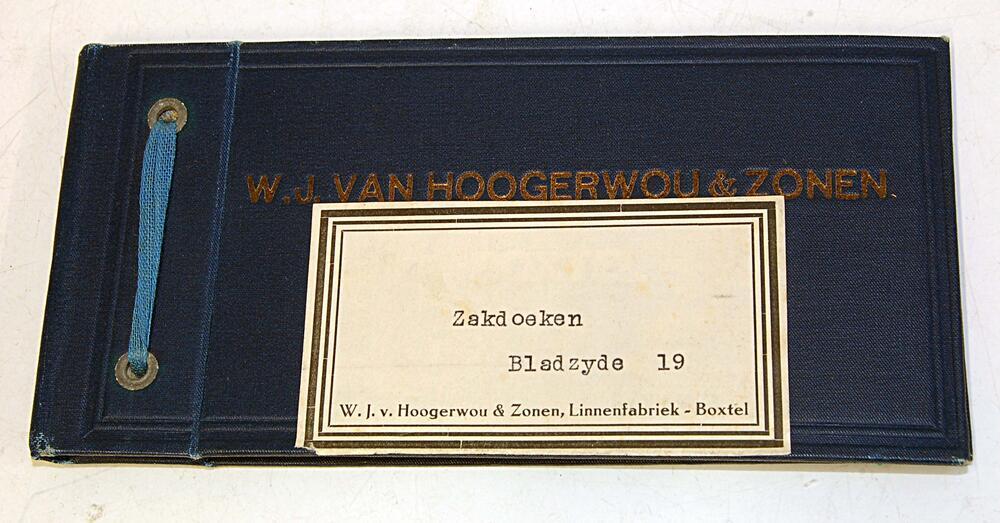 W.J. VAN HOOGERWOU & ZONEN.
Zakdoeken
Bladzyde 19
W. J. v. Hoogerwou & Zonen, Linnenfabriek - Boxtel